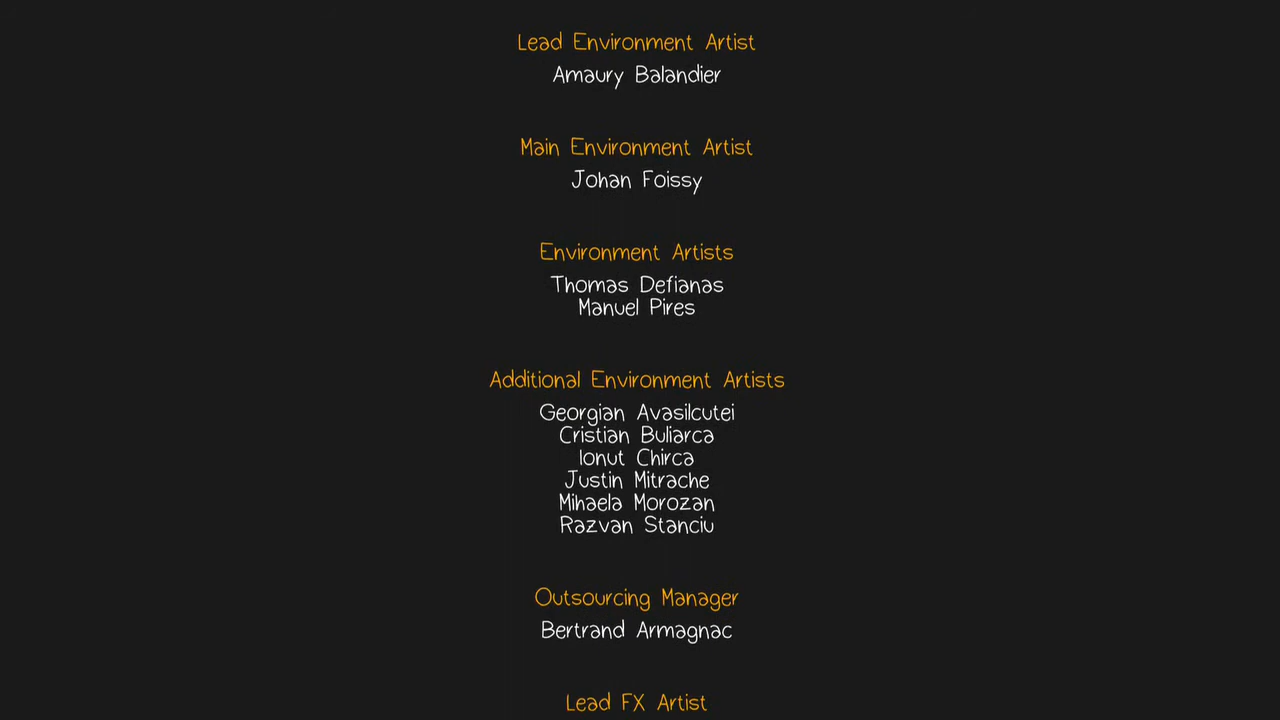 Lead Environment Artist
Amaury Balandier
Main Environment Artist
Johan Foissy
Environment Artists
Thomas Defianas
Manuel Pires
Additional Environment Artists
Georgian Avasilcutei
Cristian Buliarca
Ionut Chirca
Justin Mitrache
Mihaela Morozan
Razvan Stanciu
Outsourcing Manager
Bertrand Armagnac
Lead FX Artist